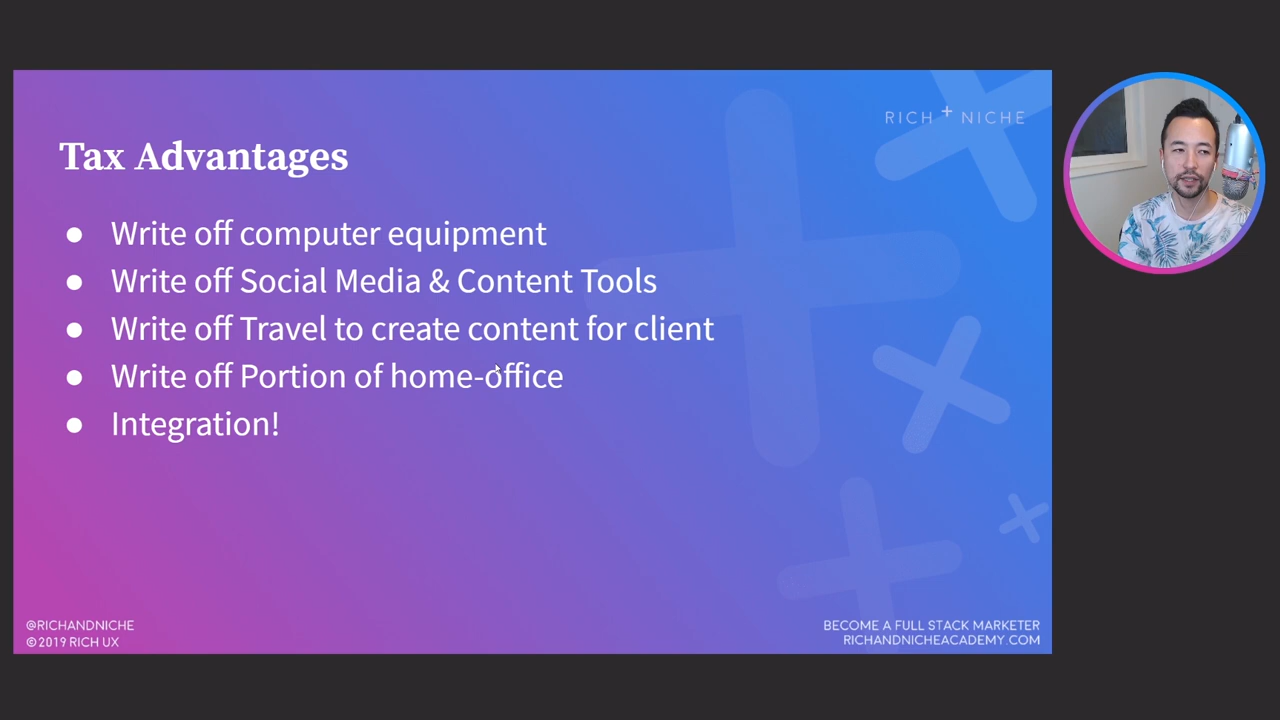 RICH + NICHE
Tax Advantages
● Write off computer equipment
● Write off Social Media & Content Tools
● Write off Travel to create content for client
● Write off Portion of home-office
● Integration!
@RICHANDNICHE
©2019 RICH UX
BECOME A FULL STACK MARKETER
RICHANDNICHEACADEMY.COM